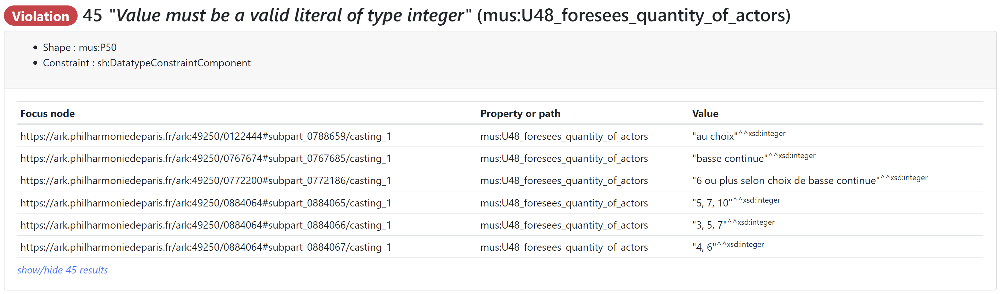 Violation 45 "Value must be a valid literal of type integer" (mus:U48_foresees_quantity_of_actors)
Shape : mus:P50
Constraint : sh:DatatypeConstraintComponent
Focus node Property or path Value
https://ark.philharmoniedeparis.fr/ark:49250/0122444#subpart_0788659/casting_1 mus:U48_foresees_quantity_of_actors "au choix"^^xsd:integer
https://ark.philharmoniedeparis.fr/ark:49250/0767674#subpart_0767685/casting_1 mus:U48_foresees_quantity_of_actors "basse continue"^^xsd:integer
https://ark.philharmoniedeparis.fr/ark:49250/0772200#subpart_0772186/casting_1 mus:U48_foresees_quantity_of_actors "6 ou plus selon choix de basse continue"^^xsd:integer
https://ark.philharmoniedeparis.fr/ark:49250/0884064#subpart_0884065/casting_1 mus:U48_foresees_quantity_of_actors "5, 7, 10"^^xsd:integer
https://ark.philharmoniedeparis.fr/ark:49250/0884064#subpart_0884066/casting_1 mus:U48_foresees_quantity_of_actors "3, 5, 7"^^xsd:integer
https://ark.philharmoniedeparis.fr/ark:49250/0884064#subpart_0884067/casting_1 mus:U48_foresees_quantity_of_actors "4, 6"^^xsd:integer
show/hide 45 results